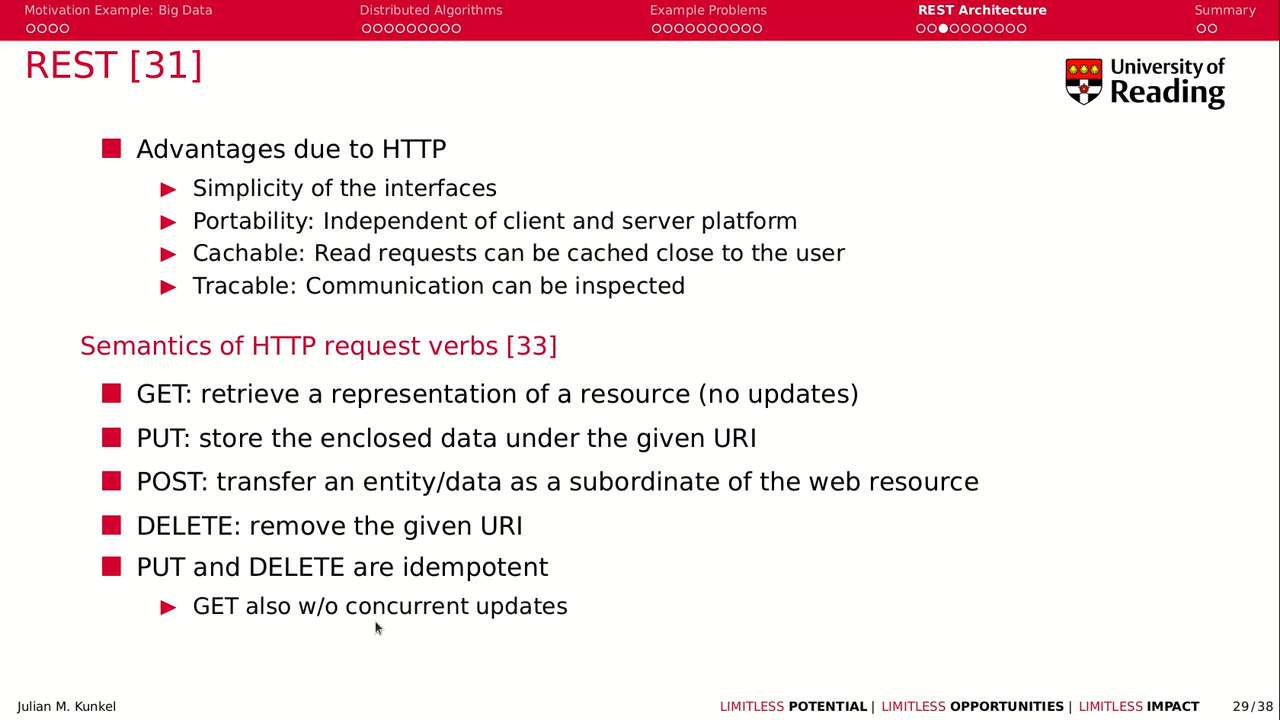 Motivation Example: Big Data Distributed Algorithms Example Problems REST Architecture Summary
REST [31]
University of
Reading
Advantages due to HTTP
Simplicity of the interfaces
Portability: Independent of client and server platform
Cachable: Read requests can be cached close to the user
Tracable: Communication can be inspected
Semantics of HTTP request verbs [33]
GET: retrieve a representation of a resource (no updates)
PUT: store the enclosed data under the given URI
POST: transfer an entity/data as a subordinate of the web resource
DELETE: remove the given URI
PUT and DELETE are idempotent
GET also w/o concurrent updates
Julian M. Kunkel LIMITLESS POTENTIAL | LIMITLESS OPPORTUNITIES | LIMITLESS IMPACT 29/38